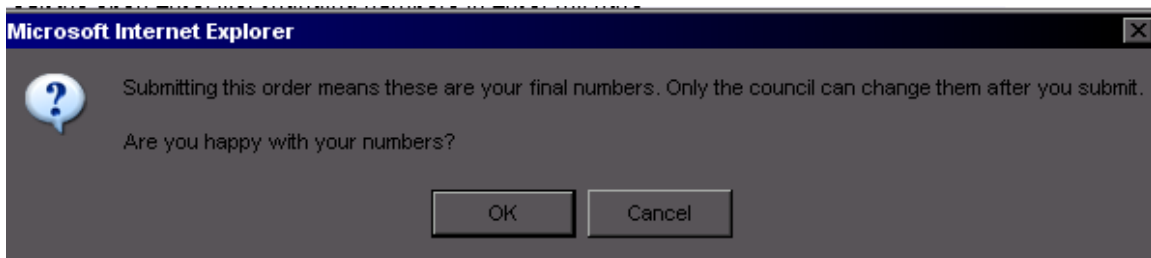 Microsoft Internet Explorer
Submitting this order means these are your final numbers. Only the council can change them after you submit.
Are you happy with your numbers?
OK
Cancel